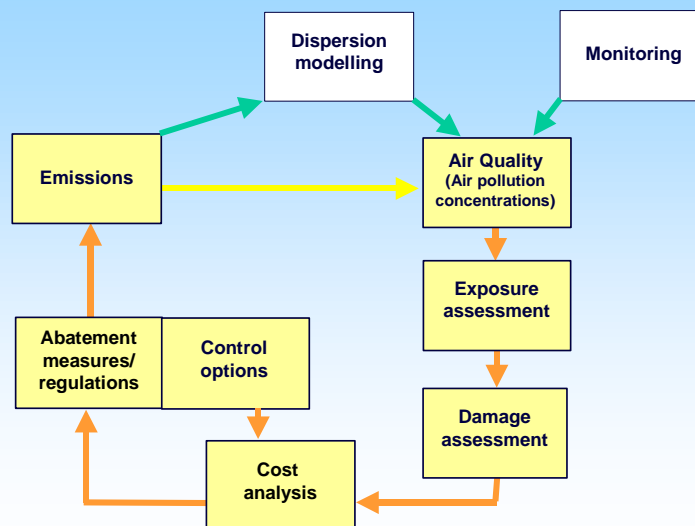 Dispersion
modelling
Monitoring
Emissions
Air Quality
(Air pollution
concentrations)
Exposure
assessment
Abatement
measures/
regulations
Control
options
Damage
assessment
Cost
analysis